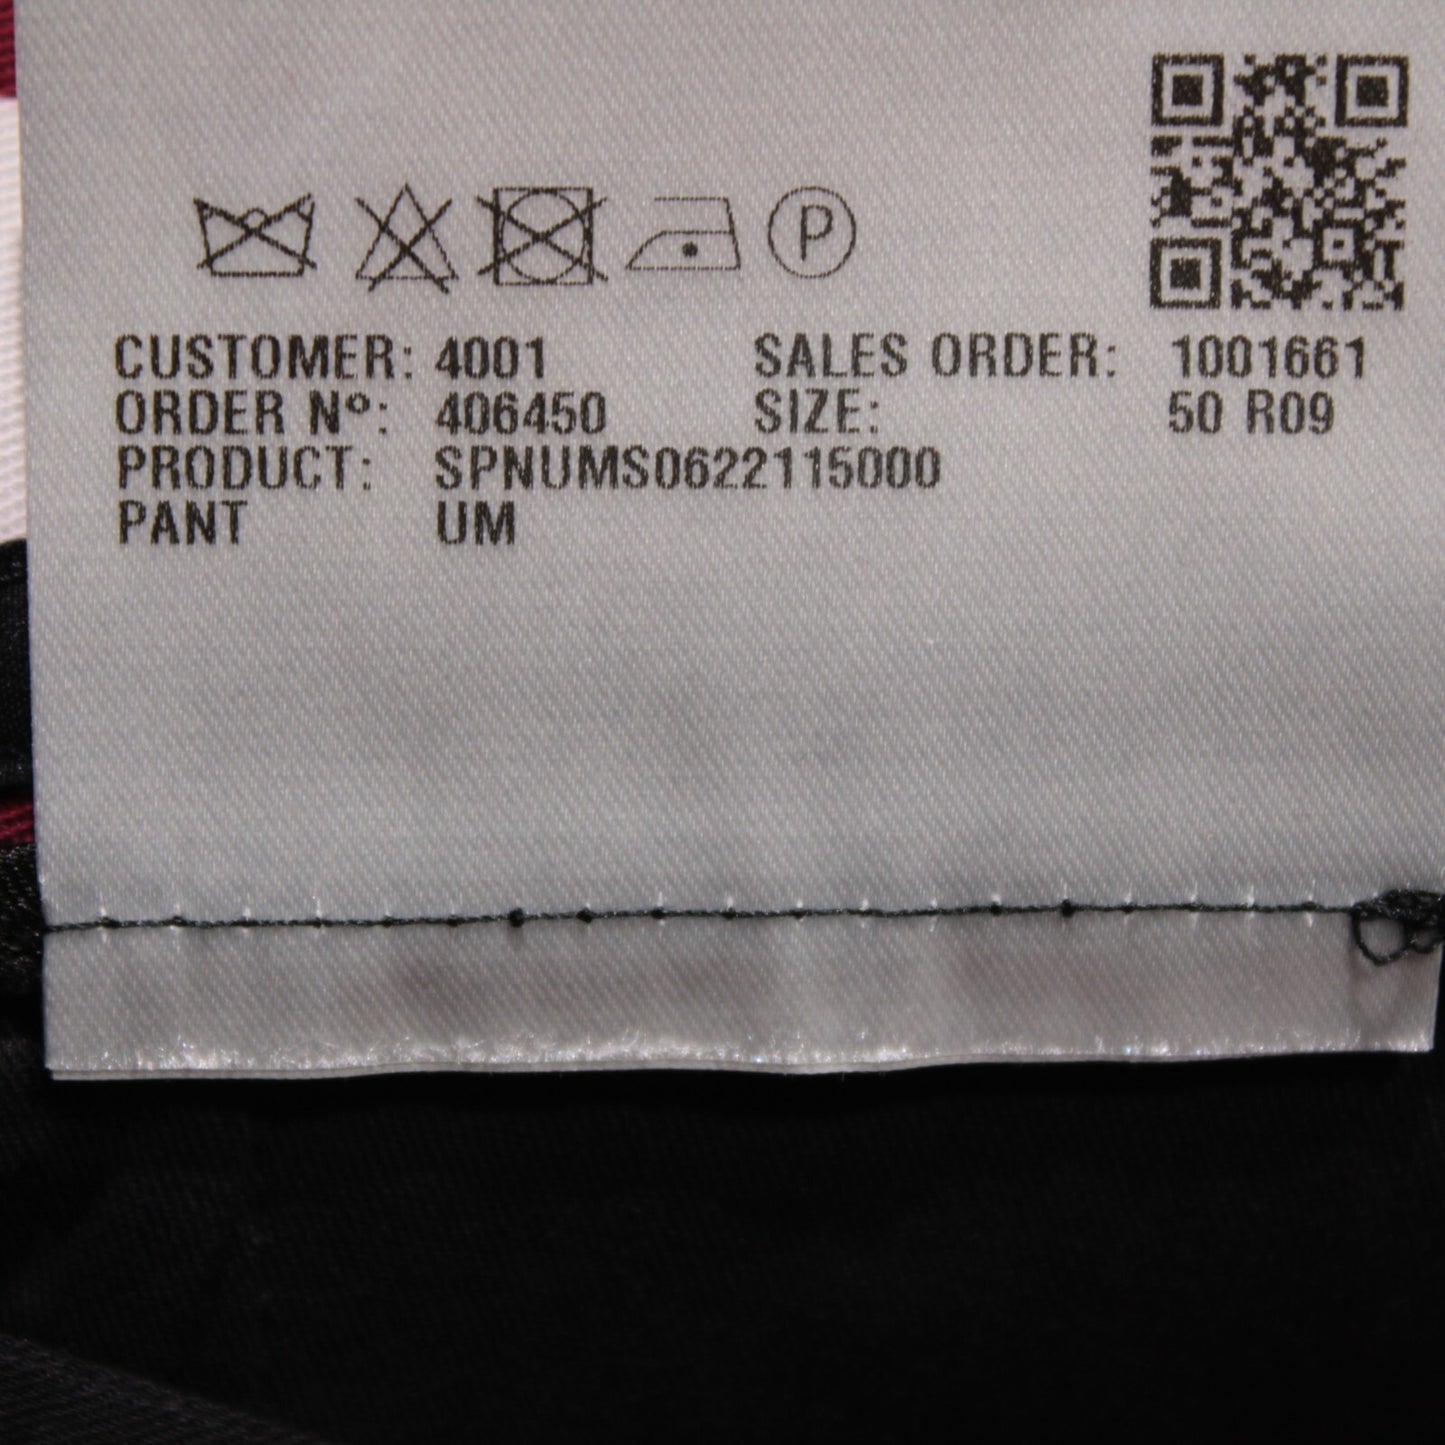 P
CUSTOMER: 4001 SALES ORDER: 1001661
ORDER Nº: 406450 SIZE: 50 R09
PRODUCT: SPNUMS0622115000
PANT UM